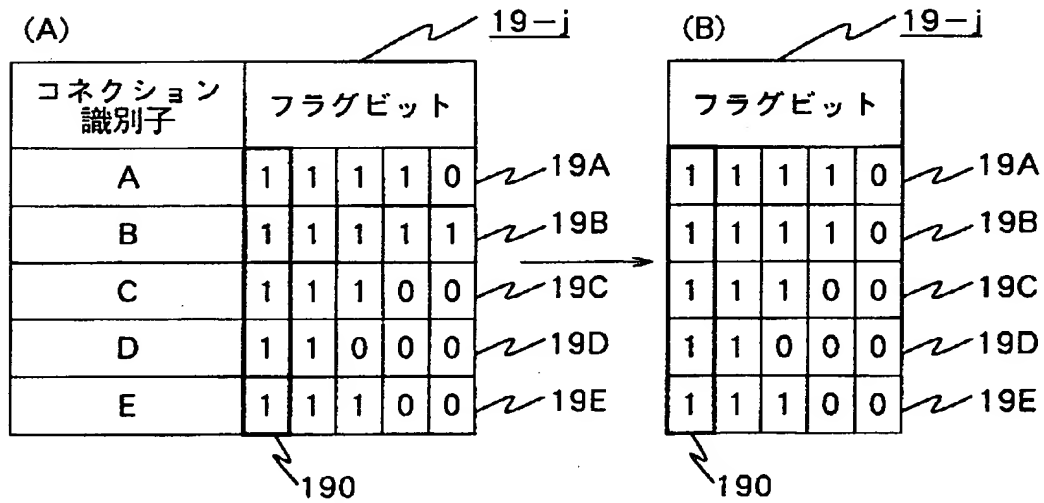 (A)
19-j
コネクション
識別子
フラグビット
A 1 1 1 1 0 19A
B 1 1 1 1 1 19B
C 1 1 1 0 0 19C
D 1 1 0 0 0 19D
E 1 1 1 0 0 19E
190
(B)
19-j
フラグビット
1 1 1 1 0 19A
1 1 1 1 0 19B
1 1 1 0 0 19C
1 1 0 0 0 19D
1 1 1 0 0 19E
190